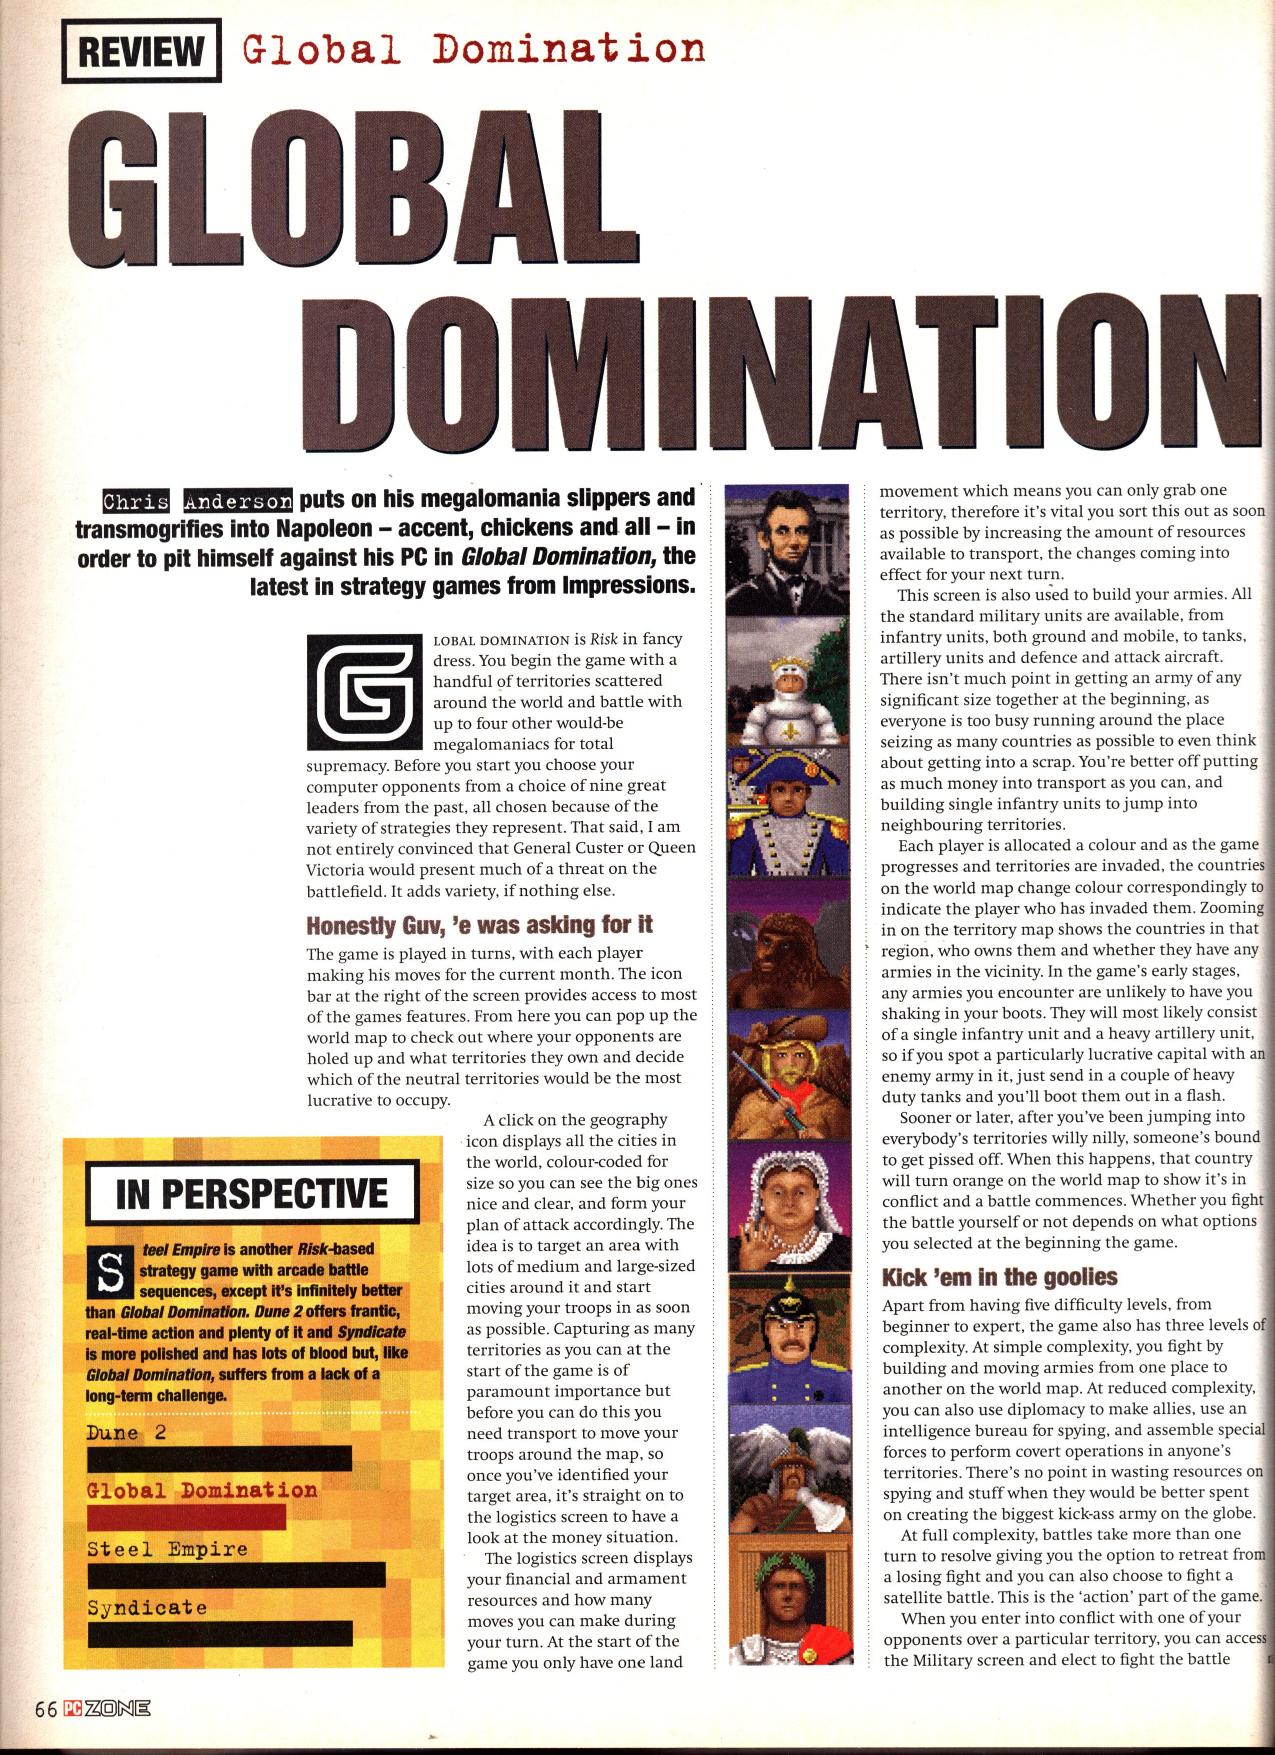 REVIEW Global Domination
GLOBAL
DOMINATION
Chris Anderson puts on his megalomania slippers and
transmogrifies into Napoleon – accent, chickens and all – in
order to pit himself against his PC in Global Domination, the
latest in strategy games from Impressions.
GLOBAL DOMINATION is Risk in fancy
dress. You begin the game with a
handful of territories scattered
around the world and battle with
up to four other would-be
megalomaniacs for total
supremacy. Before you start you choose your
computer opponents from a choice of nine great
leaders from the past, all chosen because of the
variety of strategies they represent. That said, I am
not entirely convinced that General Custer or Queen
Victoria would present much of a threat on the
battlefield. It adds variety, if nothing else.
Honestly Guv, 'e was asking for it
The game is played in turns, with each player
making his moves for the current month. The icon
bar at the right of the screen provides access to most
of the games features. From here you can pop up the
world map to check out where your opponents are
holed up and what territories they own and decide
which of the neutral territories would be the most
lucrative to occupy.
A click on the geography
icon displays all the cities in
the world, colour-coded for
size so you can see the big ones
nice and clear, and form your
plan of attack accordingly. The
idea is to target an area with
lots of medium and large-sized
cities around it and start
moving your troops in as soon
as possible. Capturing as many
territories as you can at the
start of the game is of
paramount importance but
before you can do this you
need transport to move your
troops around the map, so
once you've identified your
target area, it's straight on to
the logistics screen to have a
look at the money situation.
The logistics screen displays
your financial and armament
resources and how many
moves you can make during
your turn. At the start of the
game you only have one land
movement which means you can only grab one
territory, therefore it's vital you sort this out as soon
as possible by increasing the amount of resources
available to transport, the changes coming into
effect for your next turn.
This screen is also used to build your armies. All
the standard military units are available, from
infantry units, both ground and mobile, to tanks,
artillery units and defence and attack aircraft.
There isn't much point in getting an army of any
significant size together at the beginning, as
everyone is too busy running around the place
seizing as many countries as possible to even think
about getting into a scrap. You're better off putting
as much money into transport as you can, and
building single infantry units to jump into
neighbouring territories.
Each player is allocated a colour and as the game
progresses and territories are invaded, the countries
on the world map change colour correspondingly to
indicate the player who has invaded them. Zooming
in on the territory map shows the countries in that
region, who owns them and whether they have any
armies in the vicinity. In the game's early stages,
any armies you encounter are unlikely to have you
shaking in your boots. They will most likely consist
of a single infantry unit and a heavy artillery unit,
so if you spot a particularly lucrative capital with an
enemy army in it, just send in a couple of heavy
duty tanks and you'll boot them out in a flash.
Sooner or later, after you've been jumping into
everybody's territories willy nilly, someone's bound
to get pissed off. When this happens, that country
will turn orange on the world map to show it's in
conflict and a battle commences. Whether you fight
the battle yourself or not depends on what options
you selected at the beginning the game.
Kick 'em in the goolies
Apart from having five difficulty levels, from
beginner to expert, the game also has three levels of
complexity. At simple complexity, you fight by
building and moving armies from one place to
another on the world map. At reduced complexity,
you can also use diplomacy to make allies, use an
intelligence bureau for spying, and assemble special
forces to perform covert operations in anyone's
territories. There's no point in wasting resources on
spying and stuff when they would be better spent
on creating the biggest kick-ass army on the globe.
At full complexity, battles take more than one
turn to resolve giving you the option to retreat from
a losing fight and you can also choose to fight a
satellite battle. This is the 'action' part of the game.
When you enter into conflict with one of your
opponents over a particular territory, you can access
the Military screen and elect to fight the battle
IN PERSPECTIVE
Steel Empire is another Risk-based
strategy game with arcade battle
sequences, except it's infinitely better
than Global Domination. Dune 2 offers frantic,
real-time action and plenty of it and Syndicate
is more polished and has lots of blood but, like
Global Domination, suffers from a lack of a
long-term challenge.
Dune 2
Global Domination
Steel Empire
Syndicate
66 PC ZONE